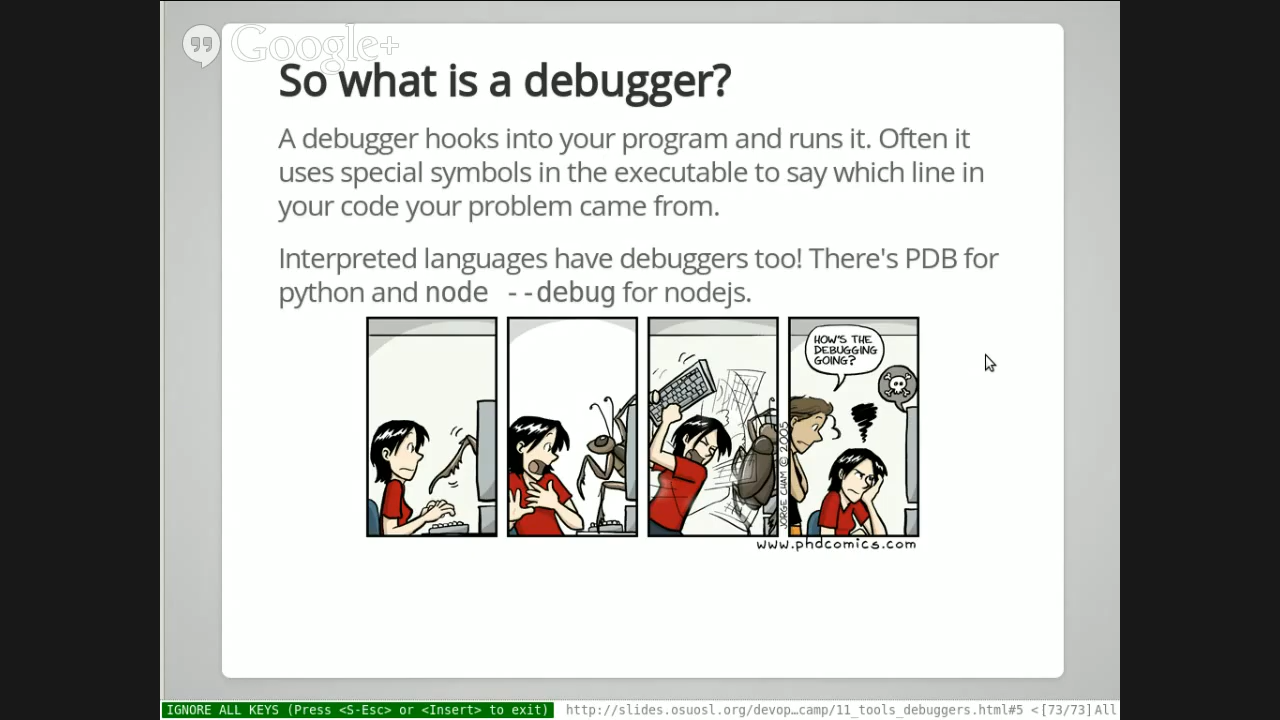 Google+
So what is a debugger?
A debugger hooks into your program and runs it. Often it
uses special symbols in the executable to say which line in
your code your problem came from.
Interpreted languages have debuggers too! There's PDB for
python and node --debug for nodejs.
HOW'S THE
DEBUGGING
GOING?
JORGE CHAM © 2005
www.phdcomics.com
IGNORE ALL KEYS (Press <S-Esc> or <Insert> to exit) http://slides.osuosl.org/devop…camp/11_tools_debuggers.html#5 <[73/73]All